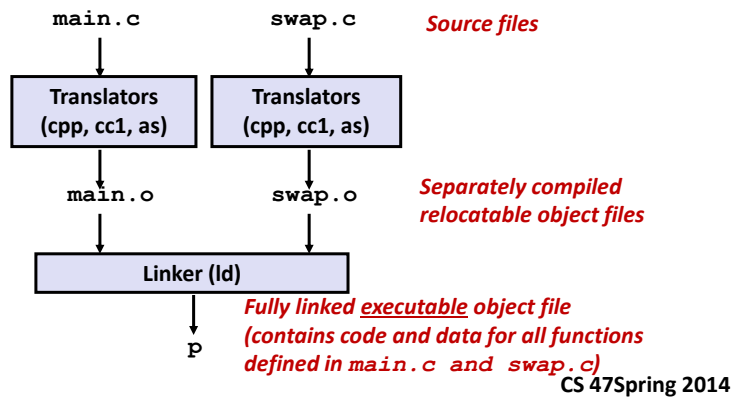 main.c swap.c Source files
Translators Translators
(cpp, cc1, as) (cpp, cc1, as)
main.o swap.o Separately compiled
relocatable object files
Linker (ld)
Fully linked executable object file
(contains code and data for all functions
p defined in main.c and swap.c)
CS 47Spring 2014